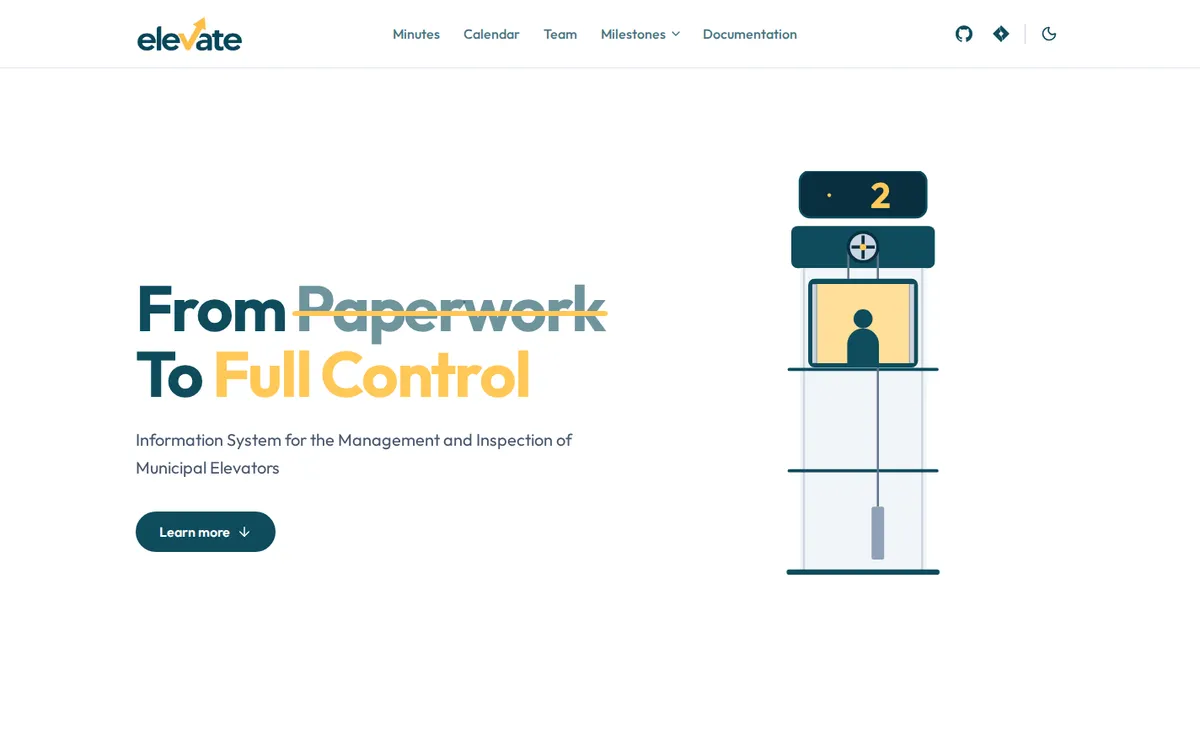 elevate
Minutes
Calendar
Team
Milestones
Documentation
2
From Paperwork
To Full Control
Information System for the Management and Inspection of
Municipal Elevators
Learn more